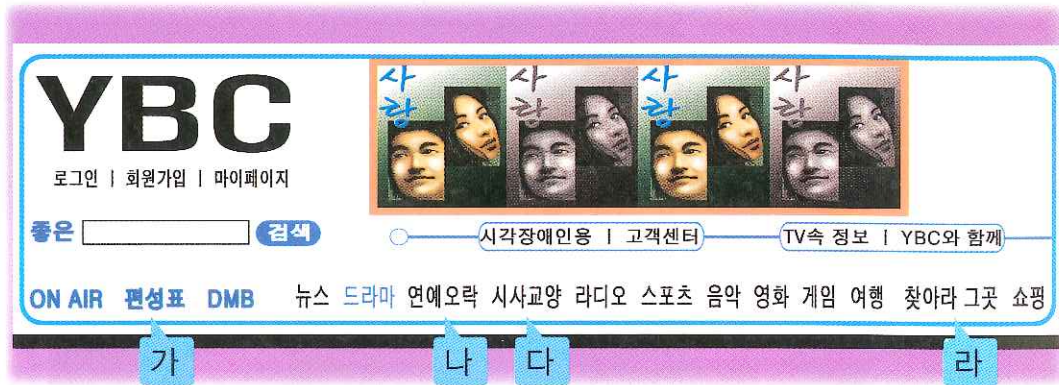 YBC
사랑 사랑 사랑 사랑
로그인 | 회원가입 | 마이페이지
좋은 검색
시각장애인용 | 고객센터 TV속 정보 | YBC와 함께
ON AIR 편성표 DMB 뉴스 드라마 연예오락 시사교양 라디오 스포츠 음악 영화 게임 여행 찾아라 그곳 쇼핑
가 나 다 라